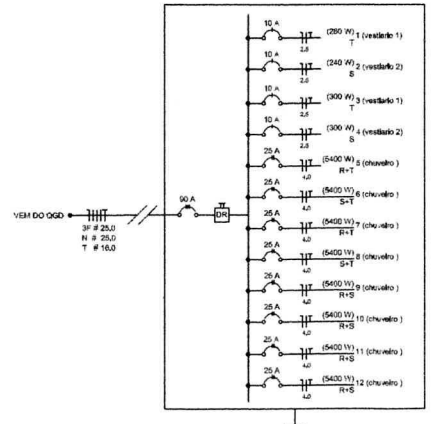 10 A (280 W) 1 (vestiario 1)
2,5 T
10 A (240 W) 2 (vestiario 2)
2,5 S
10 A (300 W) 3 (vestiario 1)
2,5 T
10 A (300 W) 4 (vestiario 2)
2,5 S
25 A (5400 W) 5 (chuveiro )
4,0 R+T
25 A (5400 W) 6 (chuveiro )
4,0 S+T
25 A (5400 W) 7 (chuveiro )
4,0 R+T
25 A (5400 W) 8 (chuveiro )
4,0 S+T
25 A (5400 W) 9 (chuveiro )
4,0 R+S
25 A (5400 W) 10 (chuveiro )
4,0 R+S
25 A (5400 W) 11 (chuveiro )
4,0 R+S
25 A (5400 W) 12 (chuveiro )
4,0 R+S
90 A
DR
VEM DO QGD
3F # 25,0
N # 25,0
T # 16,0